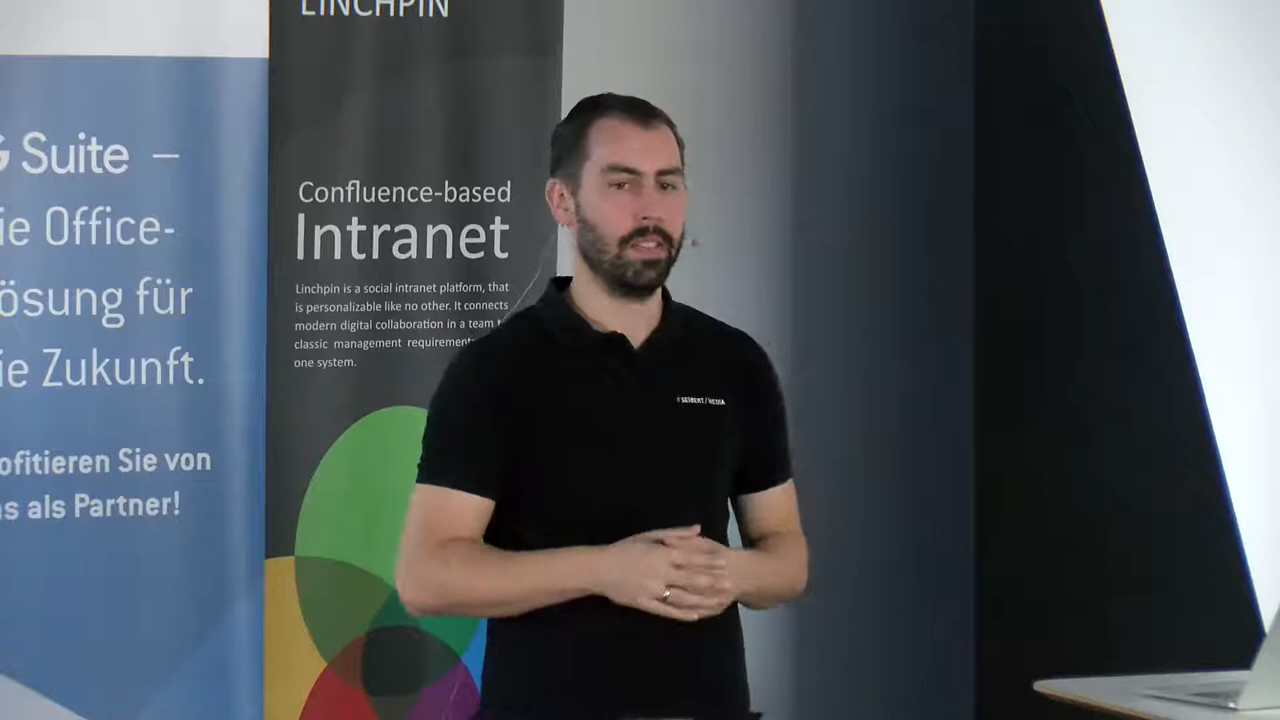 G Suite –
ie Office-
ösung für
ie Zukunft.
ofitieren Sie von
ns als Partner!
LINCHPIN
Confluence-based
Intranet
Linchpin is a social intranet platform, that
is personalizable like no other. It connects
modern digital collaboration in a team
classic management requirements
one system.
//SEIBERT/MEDIA